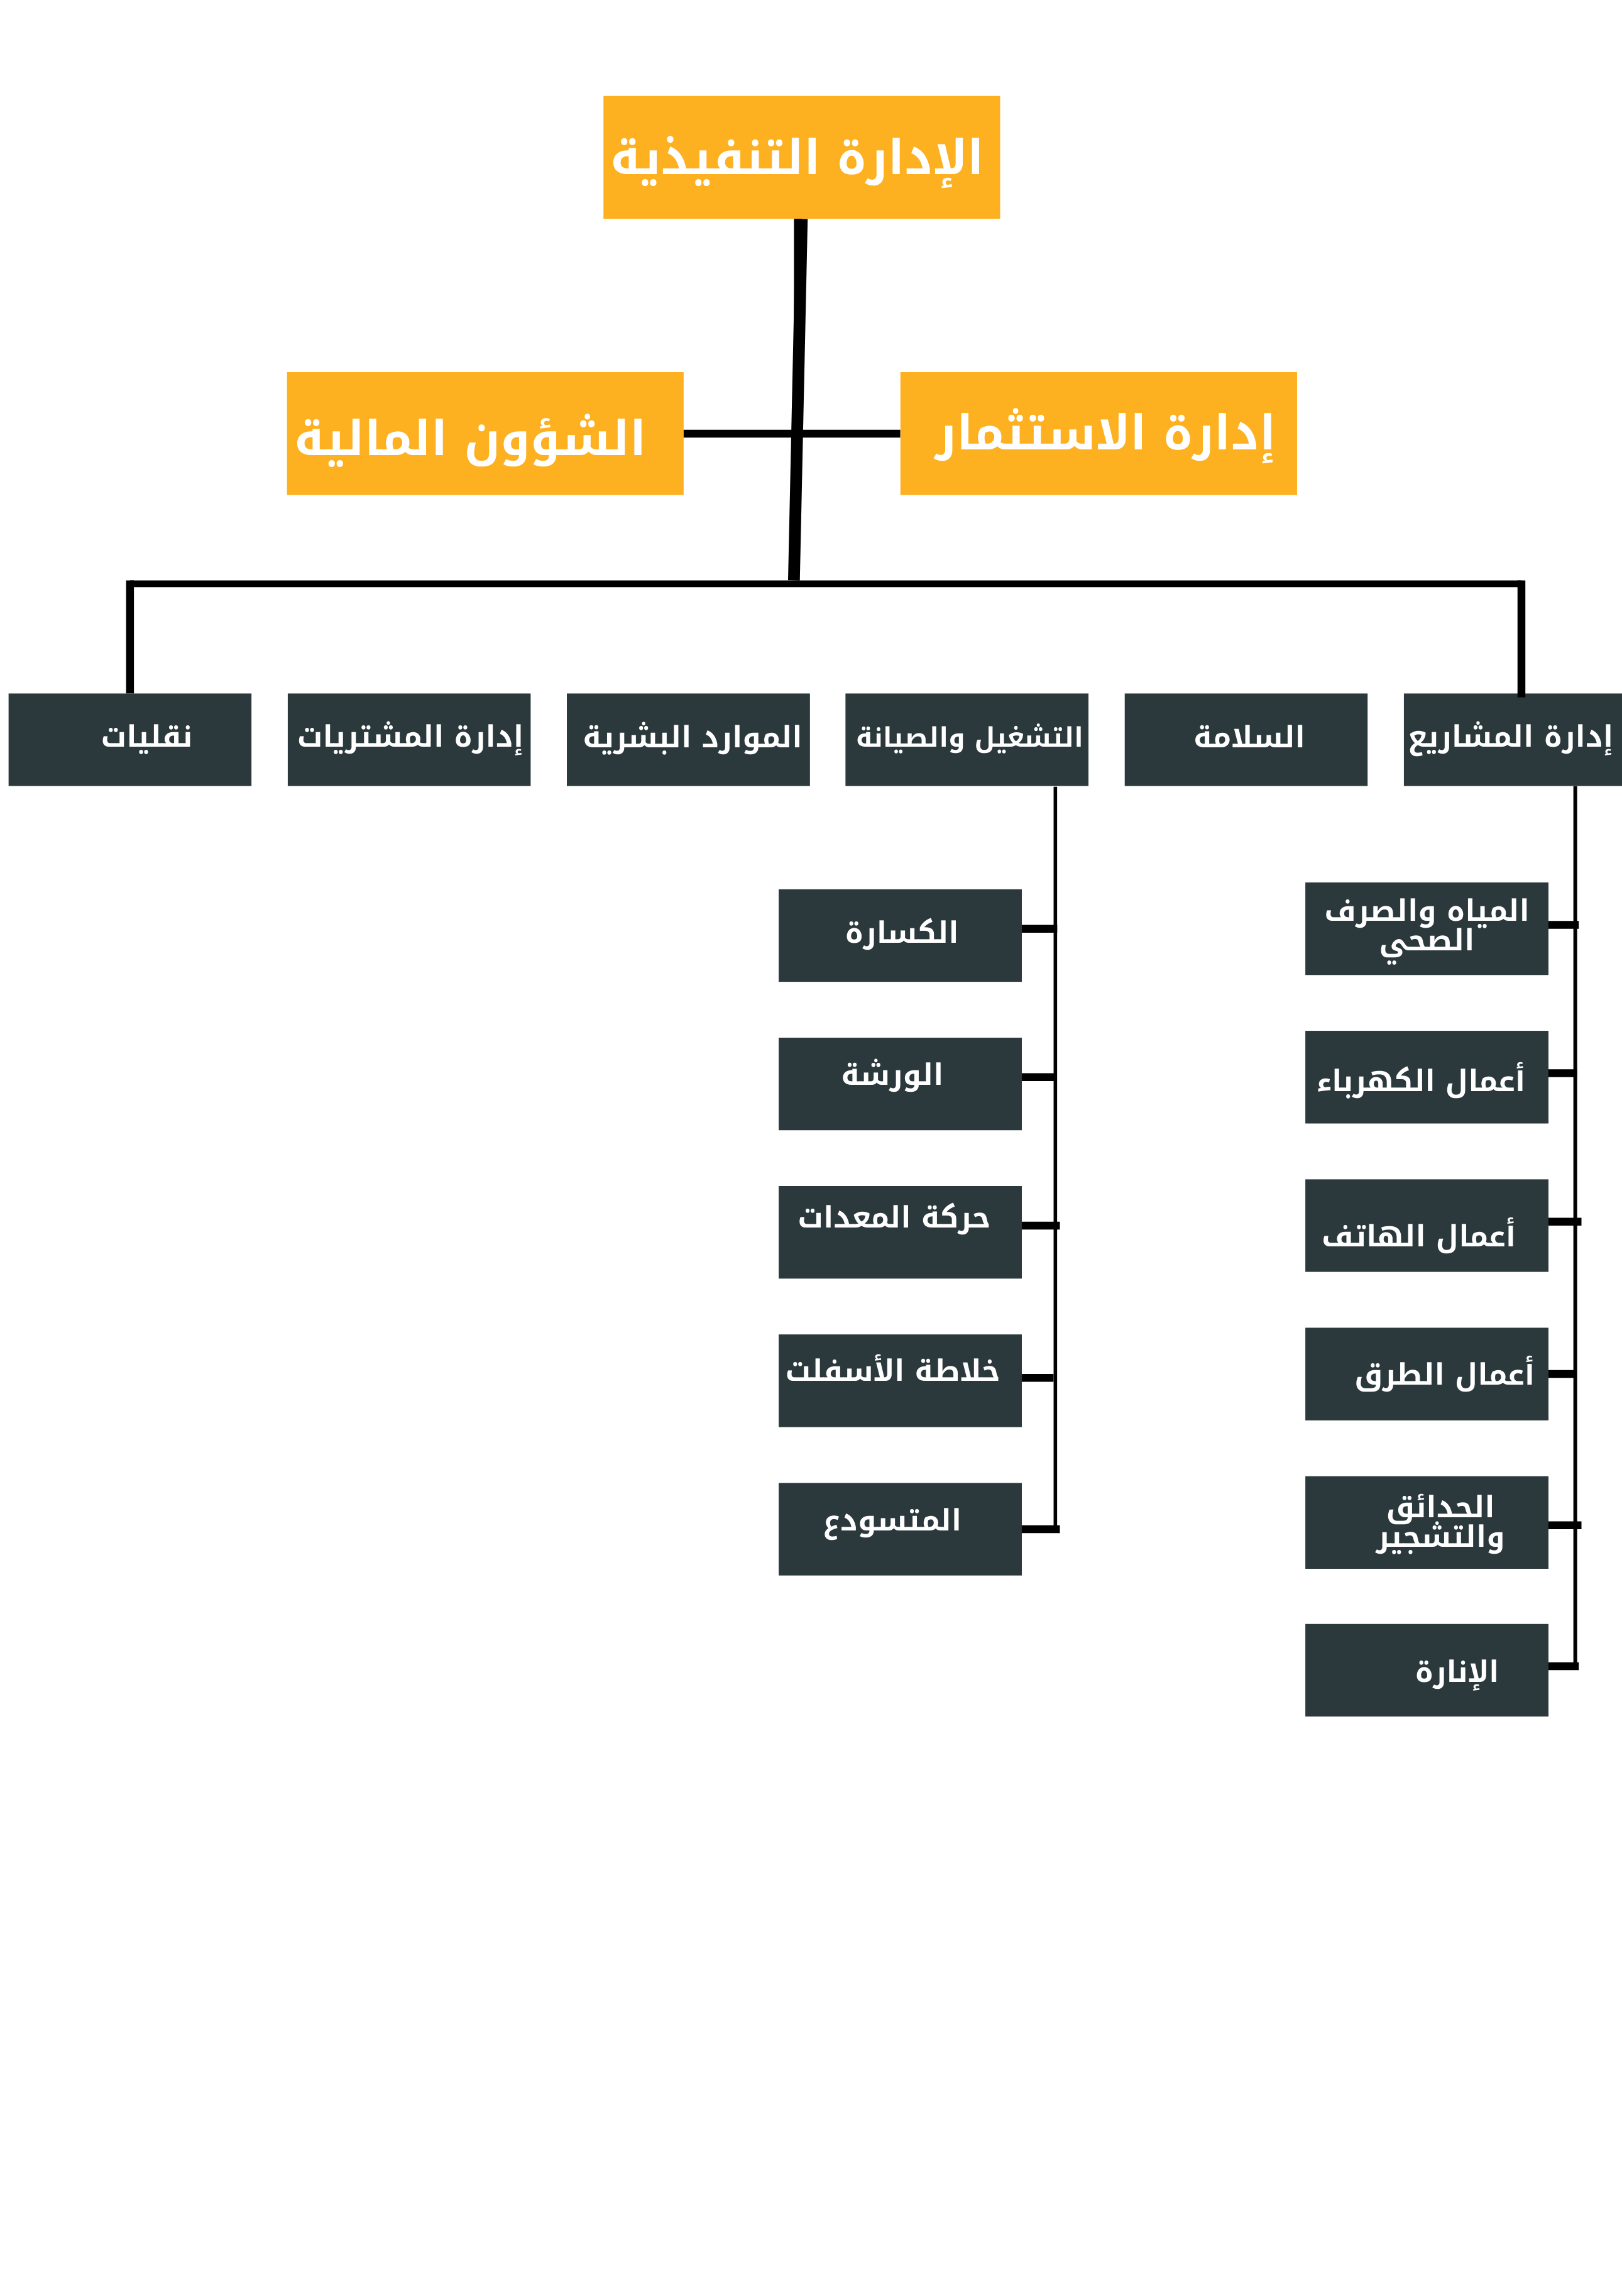 الإدارة التنفيذية
إدارة الاستثمار
الشؤون المالية
إدارة المشاريع
السلامة
التشغيل والصيانة
الموارد البشرية
إدارة المشتريات
نقليات
المياه والصرف
الصحي
أعمال الكهرباء
أعمال الهاتف
أعمال الطرق
الحدائق
والتشجير
الإنارة
الكسارة
الورشة
حركة المعدات
خلاطة الأسفلت
المتسودع